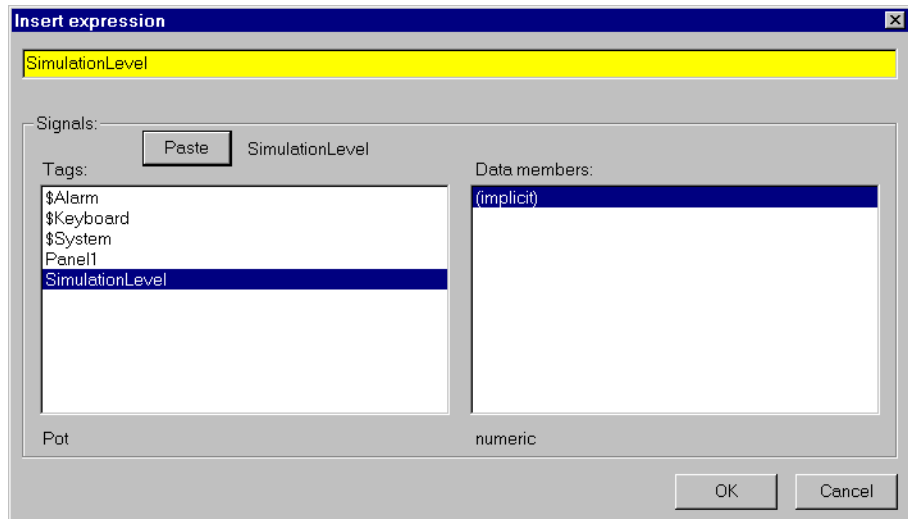 Insert expression
SimulationLevel
Signals:
Paste SimulationLevel
Tags: Data members:
$Alarm (implicit)
$Keyboard
$System
Panel1
SimulationLevel
Pot numeric
OK Cancel